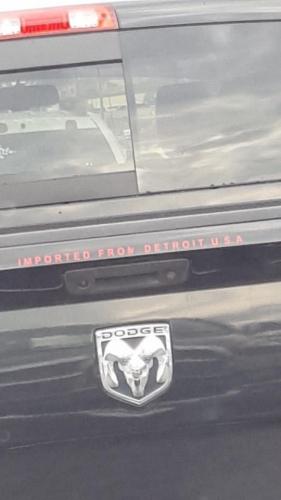 IMPORTED FROM DETROIT U.S.A
DODGE